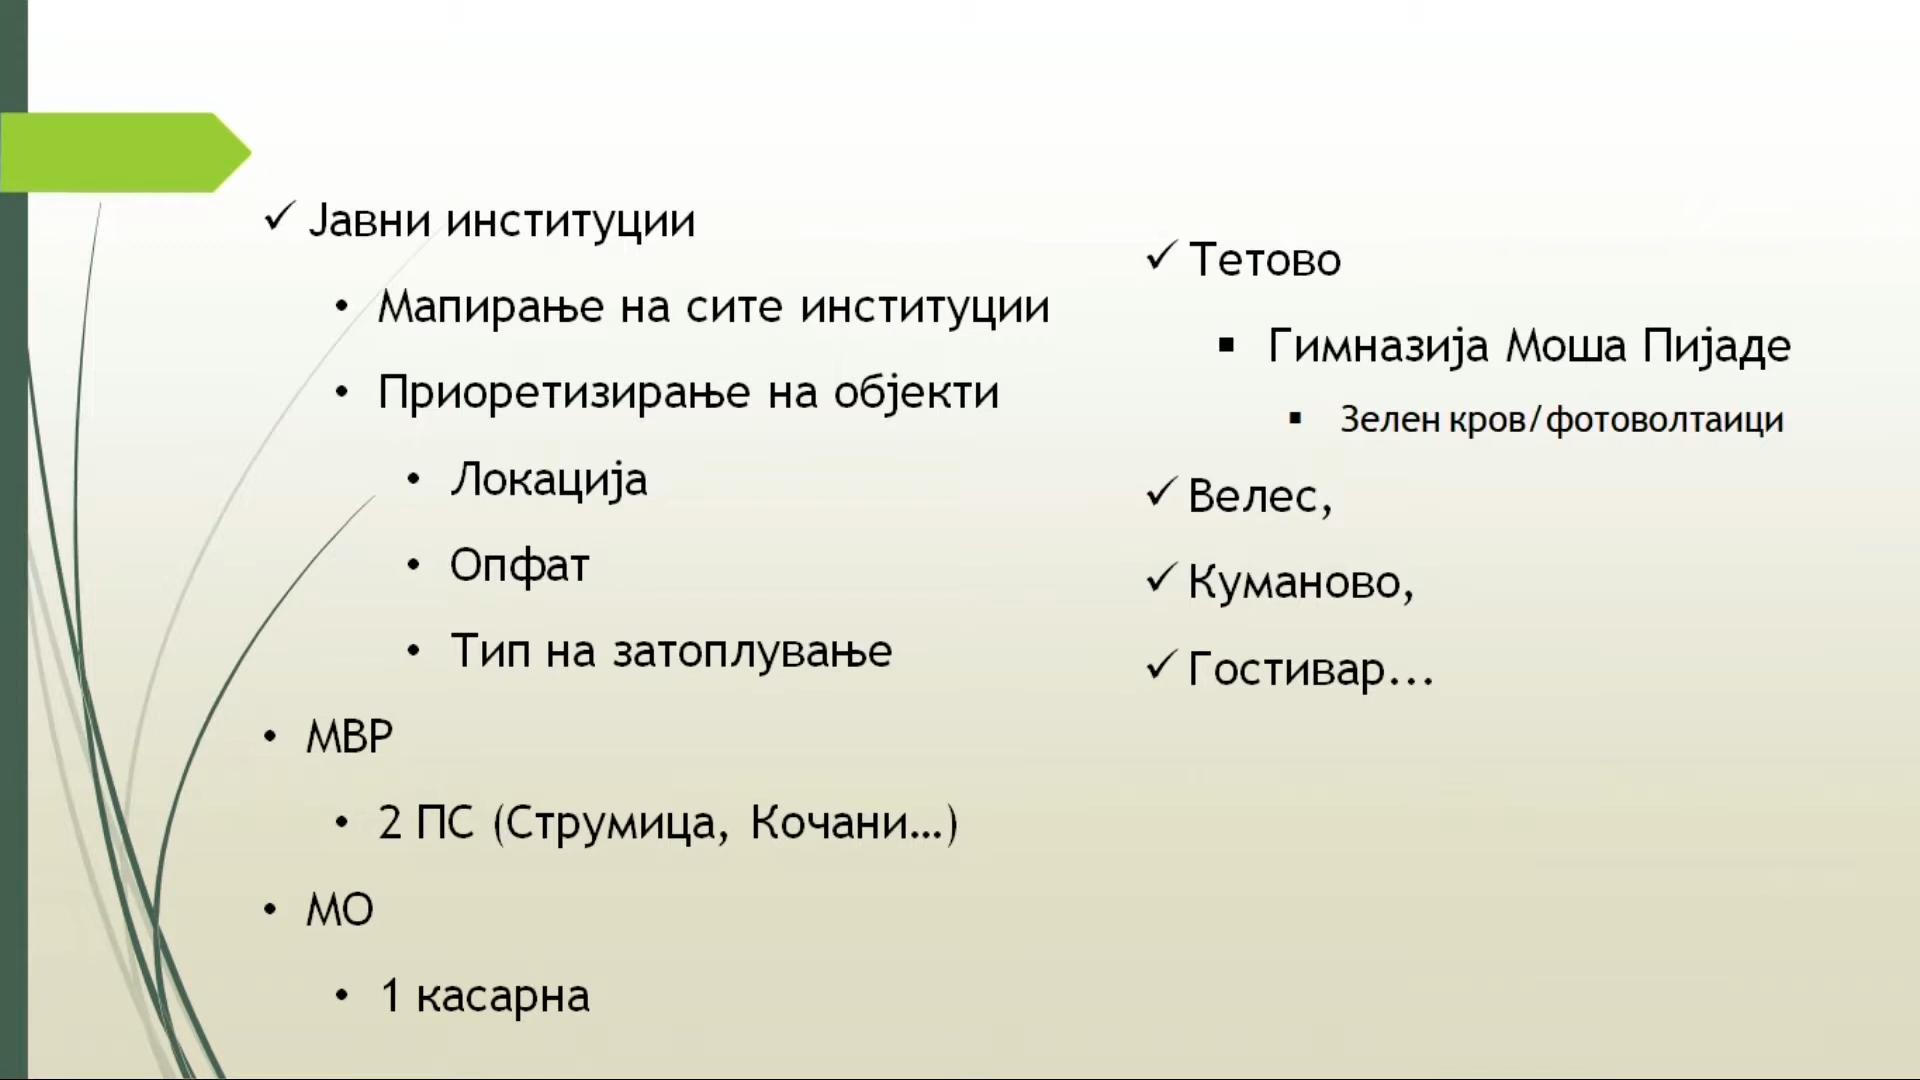 ✓ Јавни институции
• Мапирање на сите институции
• Приоретизирање на објекти
• Локација
• Опфат
• Тип на затоплување
• МВР
• 2 ПС (Струмица, Кочани...)
• МО
• 1 касарна
✓ Тетово
▪ Гимназија Моша Пијаде
▪ Зелен кров/фотоволтаици
✓ Велес,
✓ Куманово,
✓ Гостивар...